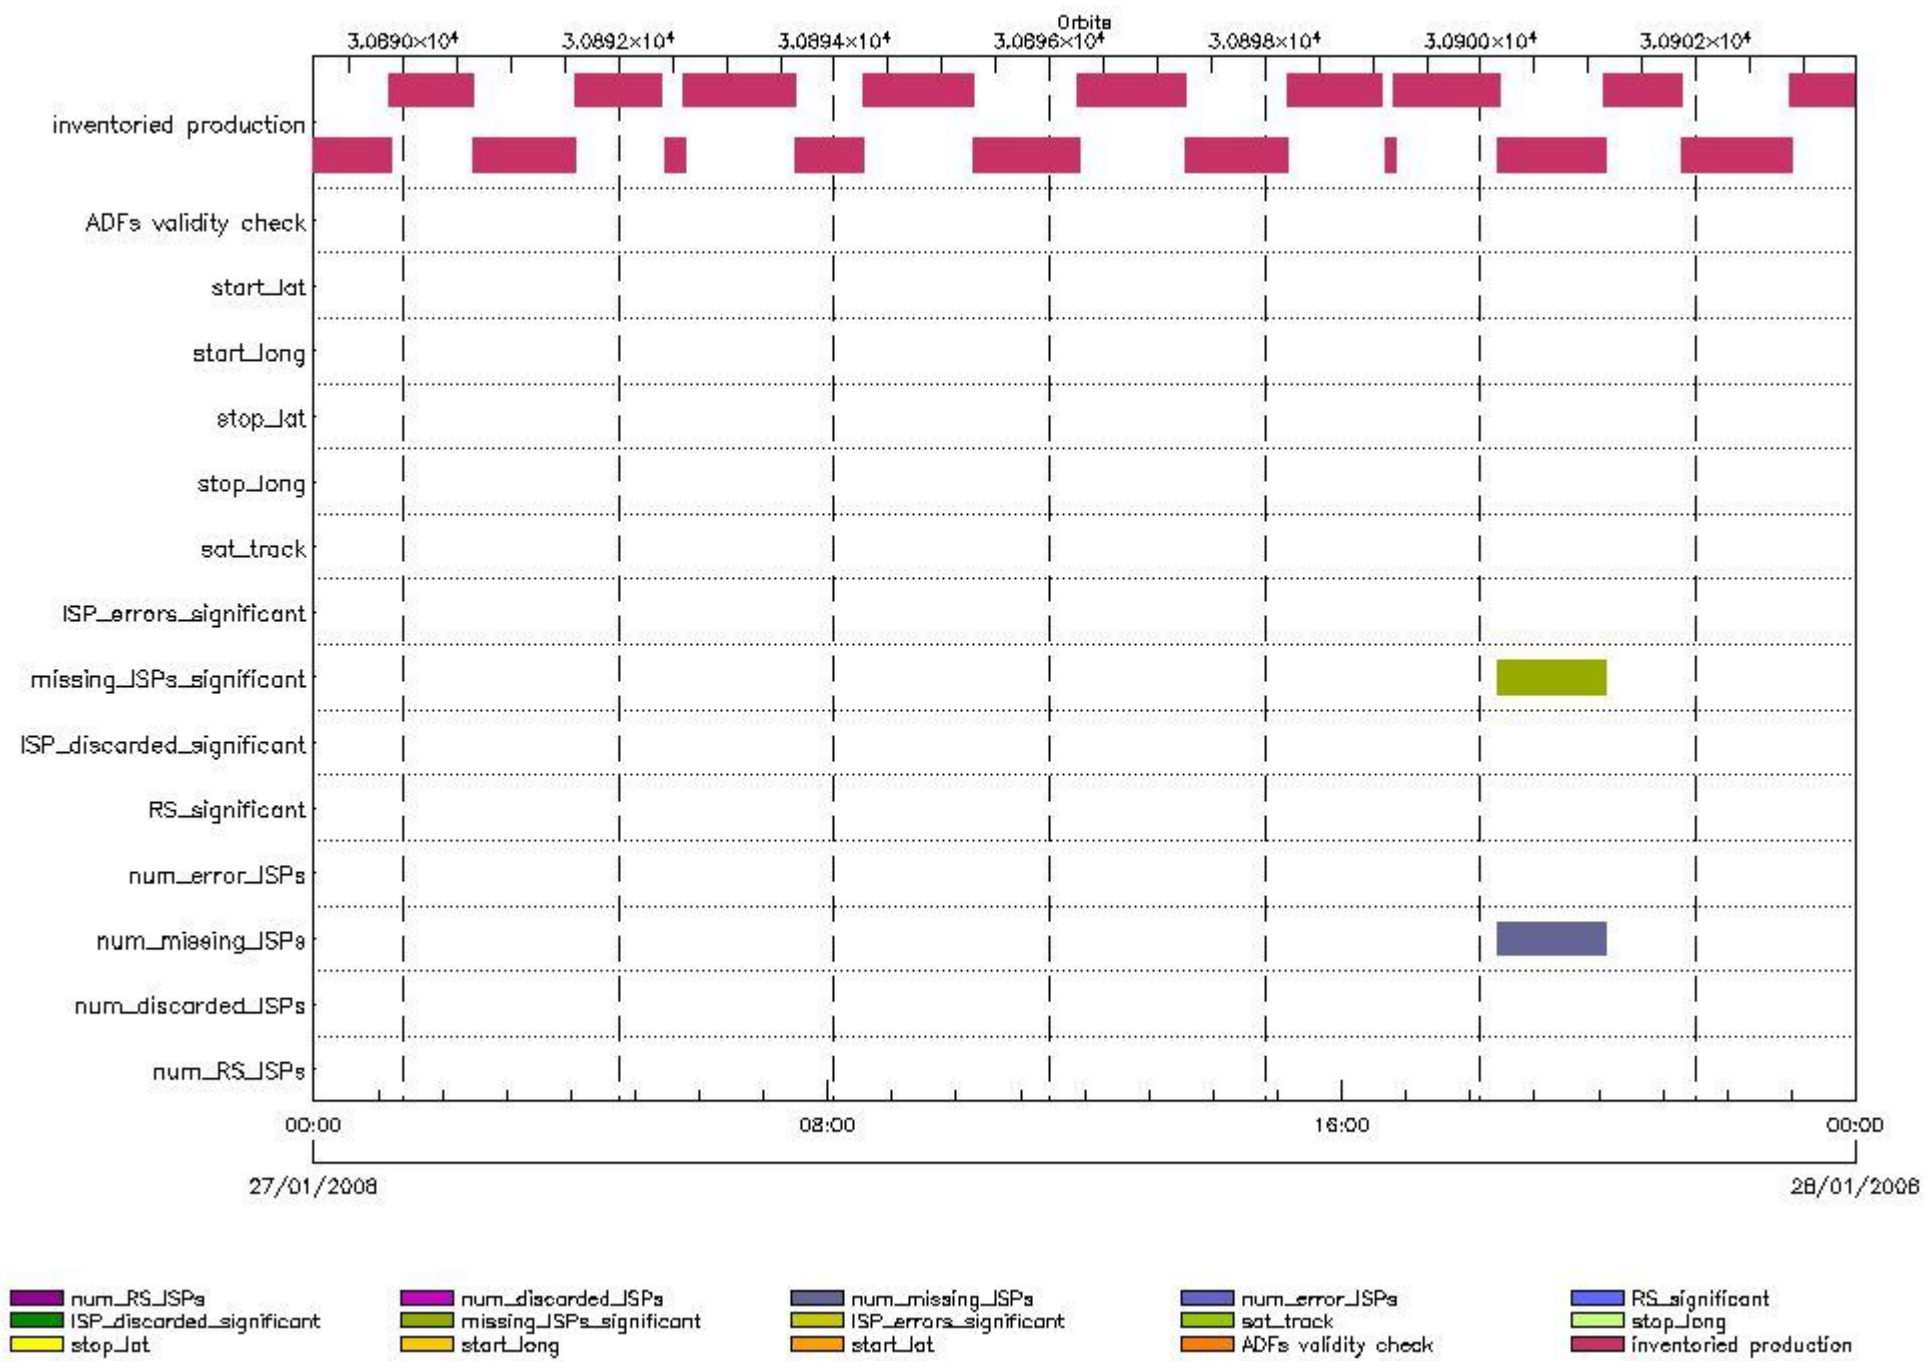 Orbits
3.0890×10⁴ 3.0892×10⁴ 3.0894×10⁴ 3.0896×10⁴ 3.0898×10⁴ 3.0900×10⁴ 3.0902×10⁴
inventoried production
ADFs validity check
start_lat
start_long
stop_lat
stop_long
sat_track
ISP_errors_significant
missing_ISPs_significant
ISP_discarded_significant
RS_significant
num_error_ISPs
num_missing_ISPs
num_discarded_ISPs
num_RS_ISPs
00:00 08:00 16:00 00:00
27/01/2008 28/01/2008
num_RS_ISPs num_discarded_ISPs num_missing_ISPs num_error_ISPs RS_significant
ISP_discarded_significant missing_ISPs_significant ISP_errors_significant sat_track stop_long
stop_lat start_long start_lat ADFs validity check inventoried production